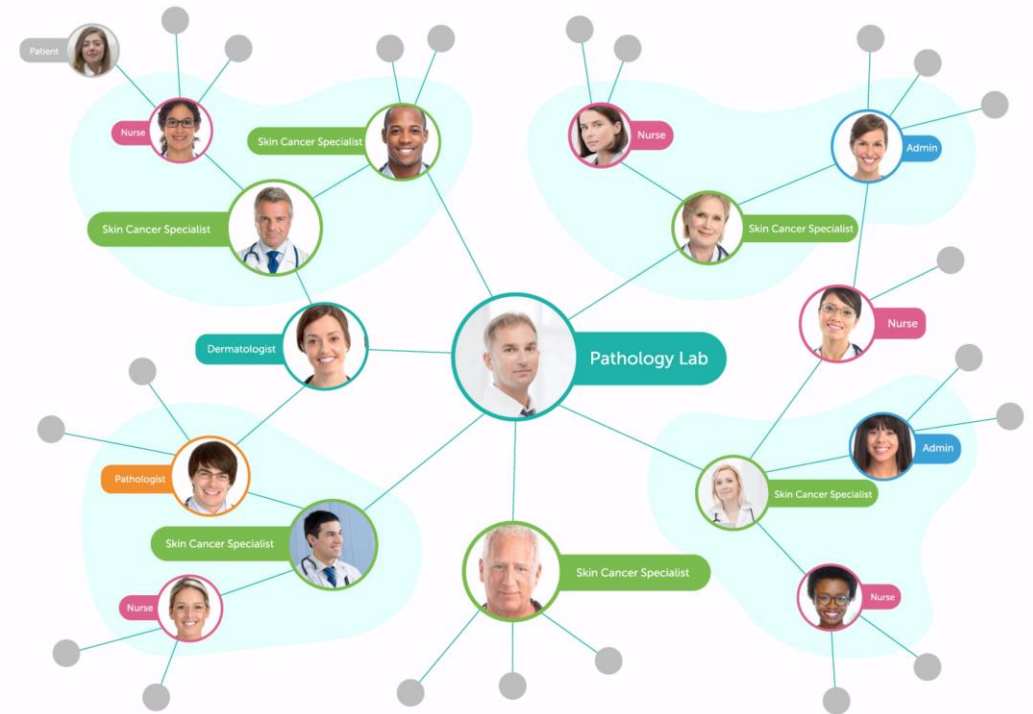 Patient
Nurse
Skin Cancer Specialist
Nurse
Admin
Skin Cancer Specialist
Skin Cancer Specialist
Nurse
Dermatologist
Pathology Lab
Admin
Pathologist
Skin Cancer Specialist
Skin Cancer Specialist
Skin Cancer Specialist
Nurse
Nurse